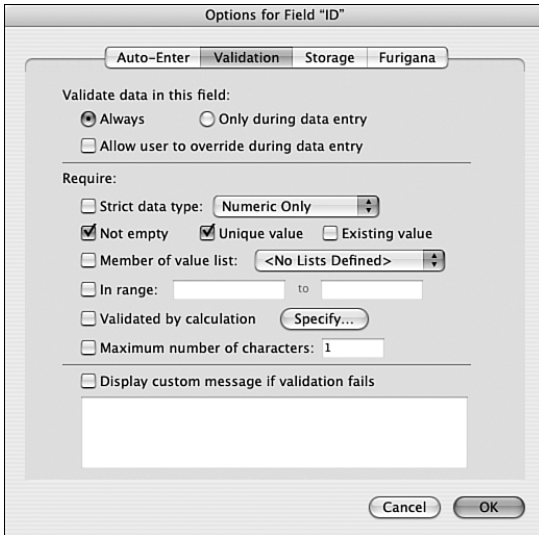 Options for Field “ID”
Auto-Enter Validation Storage Furigana
Validate data in this field:
Always Only during data entry
Allow user to override during data entry
Require:
Strict data type: Numeric Only
Not empty Unique value Existing value
Member of value list: <No Lists Defined>
In range: to
Validated by calculation Specify...
Maximum number of characters: 1
Display custom message if validation fails
Cancel OK